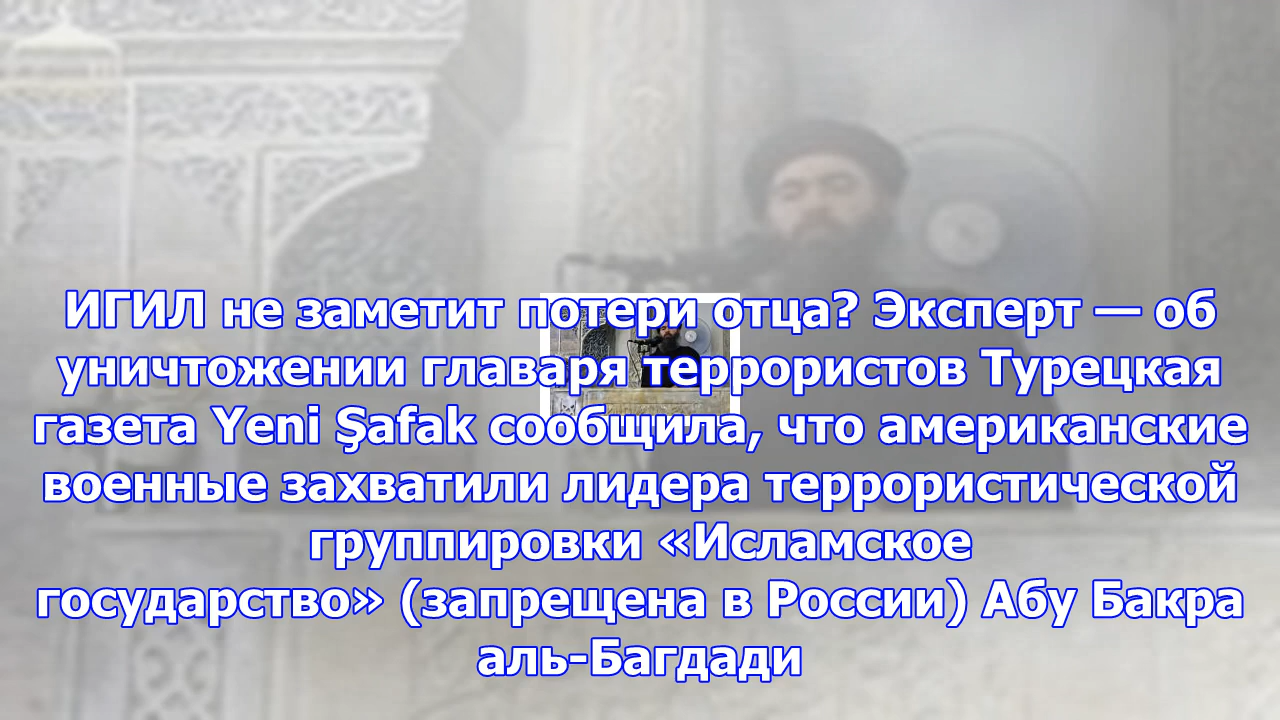 ИГИЛ не заметит потери отца? Эксперт — об
уничтожении главаря террористов Турецкая
газета Yeni Şafak сообщила, что американские
военные захватили лидера террористической
группировки «Исламское
государство» (запрещена в России) Абу Бакра
аль-Багдади